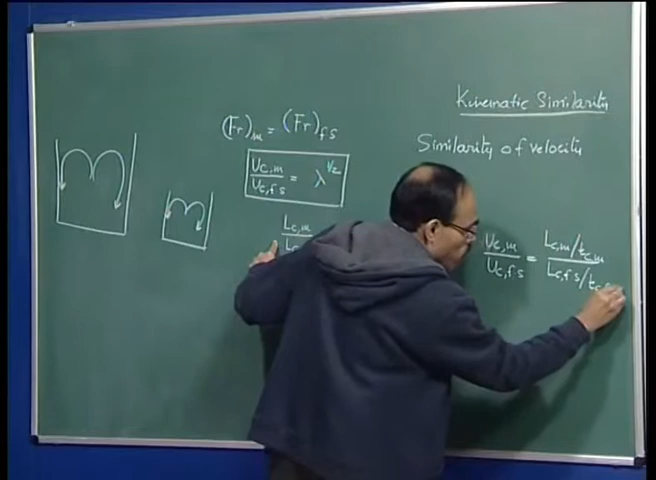 (Fr)m = (Fr)fs
Uc,m / Uc,fs = λ^1/2
Lc,m
Kinematic Similarity
Similarity of velocity
Uc,m / Uc,fs = Lc,m/tc,m / Lc,fs/tc